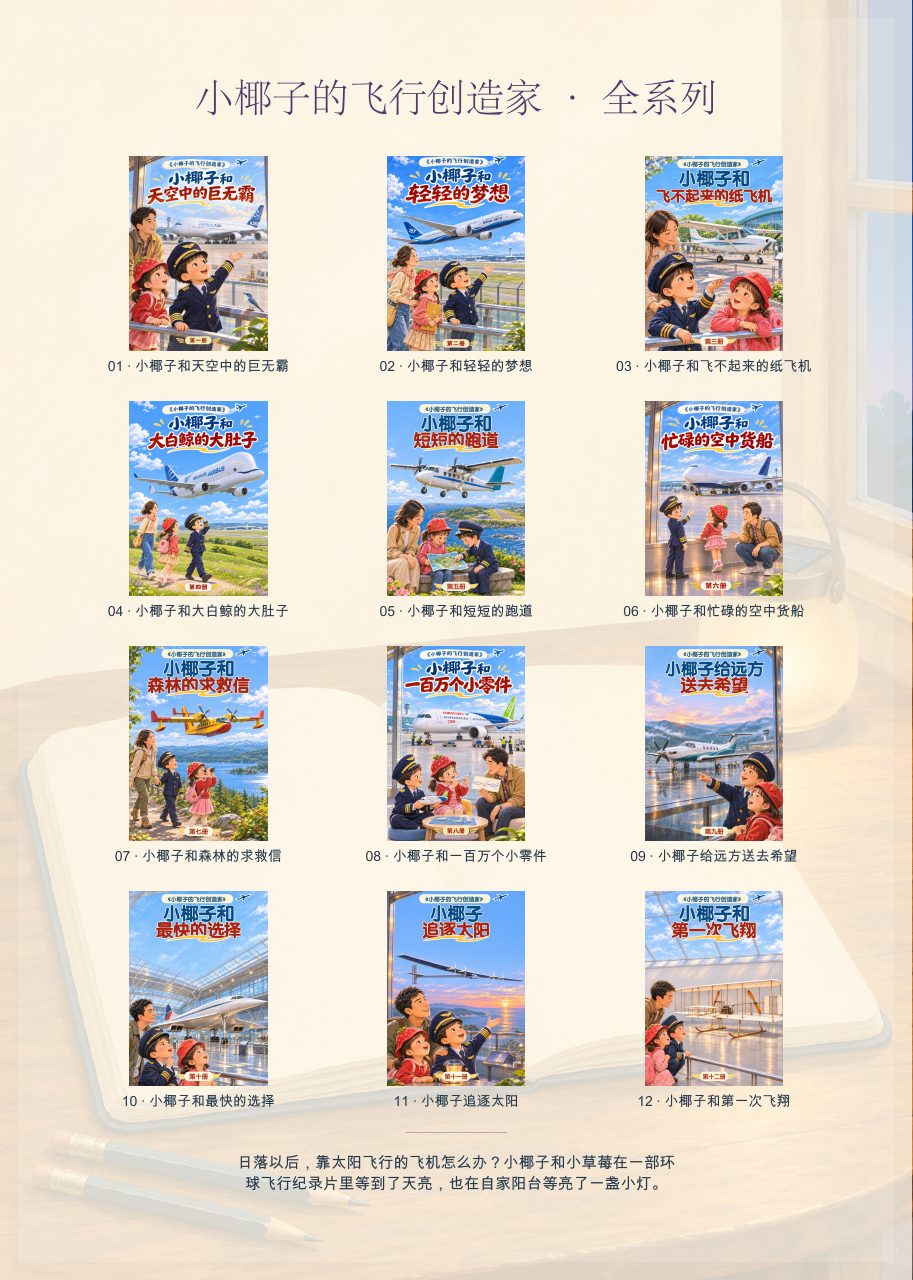 小椰子的飞行创造家 · 全系列
《小椰子的飞行创造家》
小椰子和
天空中的巨无霸
第一册
01 · 小椰子和天空中的巨无霸
《小椰子的飞行创造家》
小椰子和
轻轻的梦想
第二册
02 · 小椰子和轻轻的梦想
《小椰子的飞行创造家》
小椰子和
飞不起来的纸飞机
第三册
03 · 小椰子和飞不起来的纸飞机
《小椰子的飞行创造家》
小椰子和
大白鲸的大肚子
AIRBUS
第四册
04 · 小椰子和大白鲸的大肚子
《小椰子的飞行创造家》
小椰子和
短短的跑道
第五册
05 · 小椰子和短短的跑道
《小椰子的飞行创造家》
小椰子和
忙碌的空中货船
第六册
06 · 小椰子和忙碌的空中货船
《小椰子的飞行创造家》
小椰子和
森林的求救信
第七册
07 · 小椰子和森林的求救信
《小椰子的飞行创造家》
小椰子和
一百万个小零件
第八册
08 · 小椰子和一百万个小零件
《小椰子的飞行创造家》
小椰子给远方
送去希望
第九册
09 · 小椰子给远方送去希望
《小椰子的飞行创造家》
小椰子和
最快的选择
第十册
10 · 小椰子和最快的选择
《小椰子的飞行创造家》
小椰子
追逐太阳
第十一册
11 · 小椰子追逐太阳
《小椰子的飞行创造家》
小椰子和
第一次飞翔
第十二册
12 · 小椰子和第一次飞翔
日落以后，靠太阳飞行的飞机怎么办？小椰子和小草莓在一部环
球飞行纪录片里等到了天亮，也在自家阳台等亮了一盏小灯。